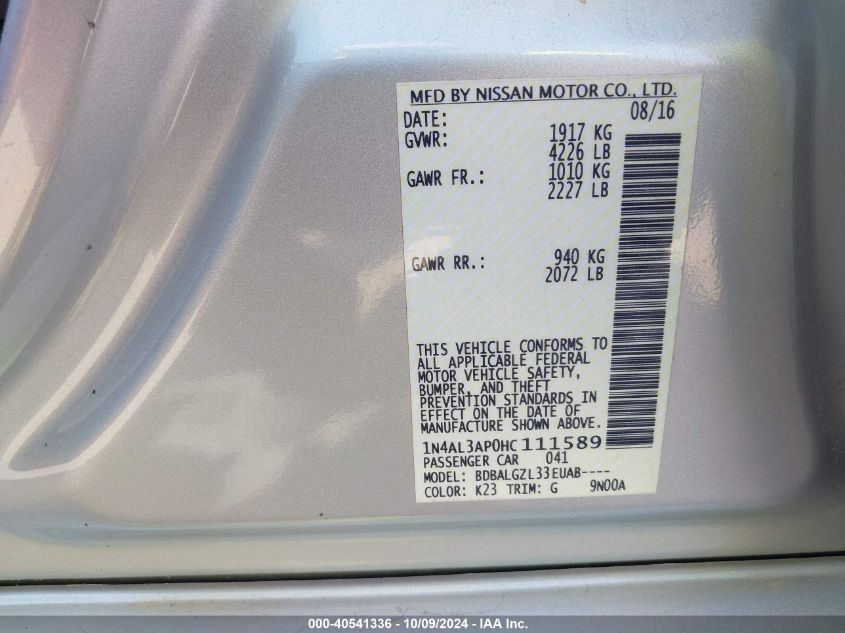 MFD BY NISSAN MOTOR CO., LTD.
DATE: 08/16
GVWR: 1917 KG
4226 LB
GAWR FR.: 1010 KG
2227 LB
GAWR RR.: 940 KG
2072 LB
THIS VEHICLE CONFORMS TO
ALL APPLICABLE FEDERAL
MOTOR VEHICLE SAFETY,
BUMPER, AND THEFT
PREVENTION STANDARDS IN
EFFECT ON THE DATE OF
MANUFACTURE SHOWN ABOVE.
1N4AL3AP0HC111589
PASSENGER CAR 041
MODEL: BDBALGZL33EUAB----
COLOR: K23 TRIM: G 9N00A
000-40541336 - 10/09/2024 - IAA Inc.